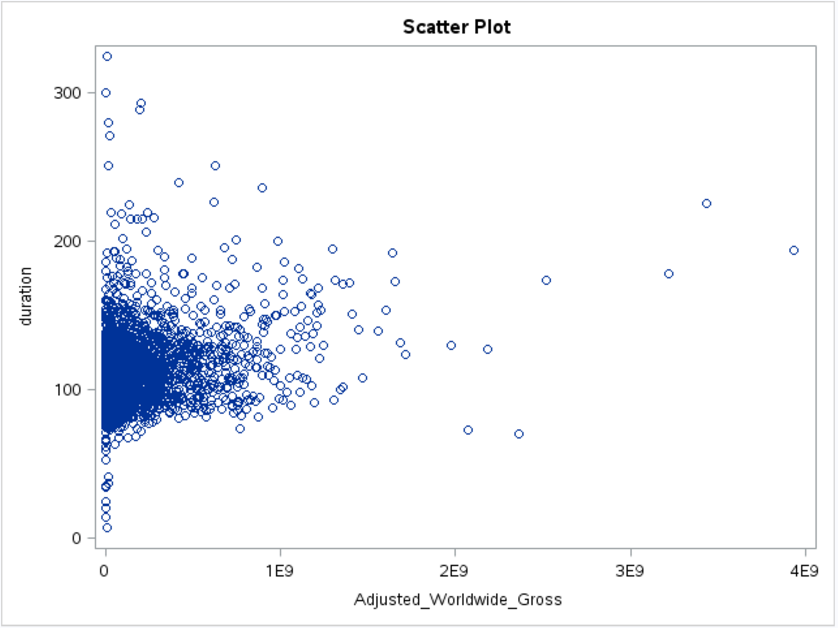 Scatter Plot
300
200
100
0
duration
0 1E9 2E9 3E9 4E9
Adjusted_Worldwide_Gross